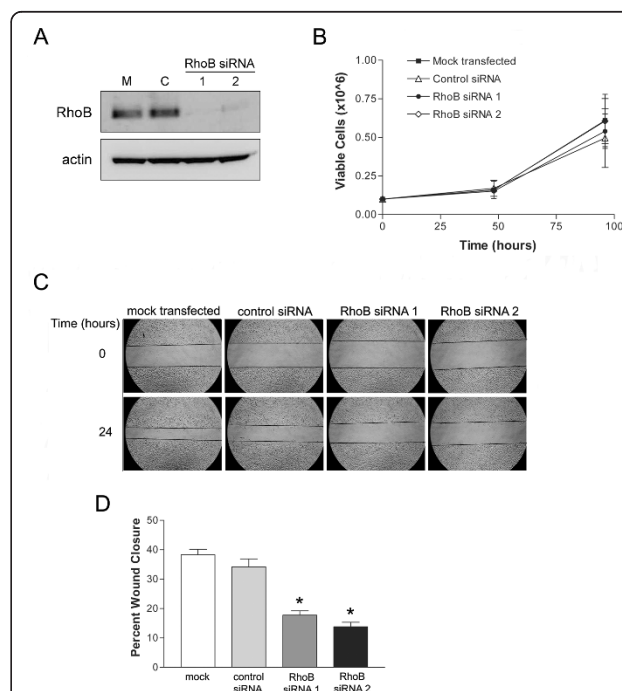 A
RhoB siRNA
M C 1 2
RhoB
actin
B
Mock transfected
Control siRNA
RhoB siRNA 1
RhoB siRNA 2
Viable Cells (x10^6)
1.00
0.75
0.50
0.25
0.00
0 25 50 75 100
Time (hours)
C
Time (hours)
mock transfected control siRNA RhoB siRNA 1 RhoB siRNA 2
0
24
D
Percent Wound Closure
50
40
30
20
10
0
* *
mock control siRNA RhoB siRNA 1 RhoB siRNA 2